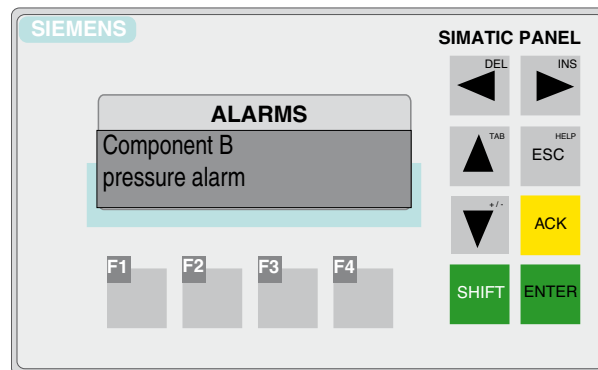 SIEMENS
SIMATIC PANEL
DEL
INS
ALARMS
Component B
pressure alarm
TAB
HELP
ESC
+/-
ACK
F1
F2
F3
F4
SHIFT
ENTER